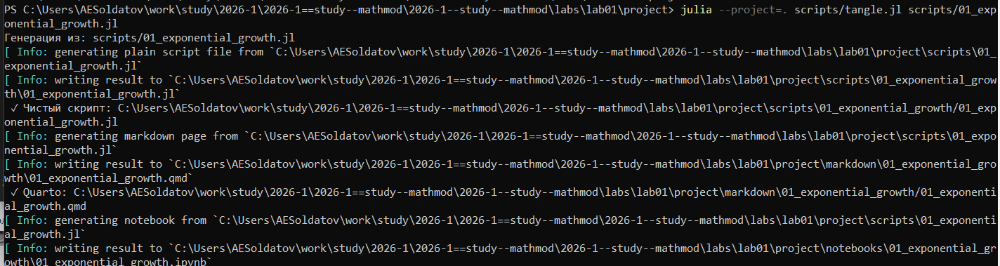 PS C:\Users\AESoldatov\work\study\2026-1\2026-1==study--mathmod\2026-1--study--mathmod\labs\lab01\project> julia --project=. scripts/tangle.jl scripts/01_exp
onential_growth.jl
Генерация из: scripts/01_exponential_growth.jl
[ Info: generating plain script file from `C:\Users\AESoldatov\work\study\2026-1\2026-1==study--mathmod\2026-1--study--mathmod\labs\lab01\project\scripts\01_
exponential_growth.jl`
[ Info: writing result to `C:\Users\AESoldatov\work\study\2026-1\2026-1==study--mathmod\2026-1--study--mathmod\labs\lab01\project\scripts\01_exponential_grow
th\01_exponential_growth.jl`
✓ Чистый скрипт: C:\Users\AESoldatov\work\study\2026-1\2026-1==study--mathmod\2026-1--study--mathmod\labs\lab01\project\scripts\01_exponential_growth/01_exp
onential_growth.jl
[ Info: generating markdown page from `C:\Users\AESoldatov\work\study\2026-1\2026-1==study--mathmod\2026-1--study--mathmod\labs\lab01\project\scripts\01_expo
nential_growth.jl`
[ Info: writing result to `C:\Users\AESoldatov\work\study\2026-1\2026-1==study--mathmod\2026-1--study--mathmod\labs\lab01\project\markdown\01_exponential_gro
wth\01_exponential_growth.qmd`
✓ Quarto: C:\Users\AESoldatov\work\study\2026-1\2026-1==study--mathmod\2026-1--study--mathmod\labs\lab01\project\markdown\01_exponential_growth/01_exponenti
al_growth.qmd
[ Info: generating notebook from `C:\Users\AESoldatov\work\study\2026-1\2026-1==study--mathmod\2026-1--study--mathmod\labs\lab01\project\scripts\01_exponenti
al_growth.jl`
[ Info: writing result to `C:\Users\AESoldatov\work\study\2026-1\2026-1==study--mathmod\2026-1--study--mathmod\labs\lab01\project\notebooks\01_exponential_gr
owth\01_exponential_growth.ipynb`